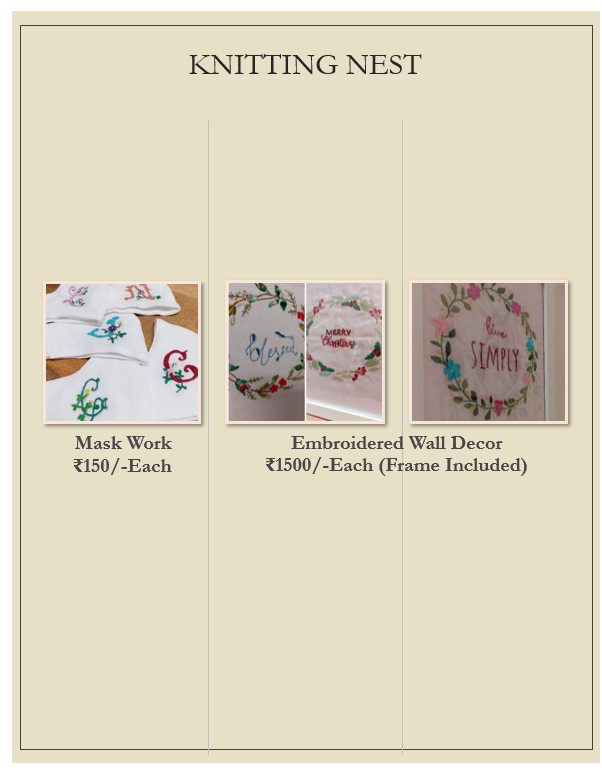 KNITTING NEST
Blessed
MERRY
Christmas
live
SIMPLY
Mask Work
₹150/-Each
Embroidered Wall Decor
₹1500/-Each (Frame Included)